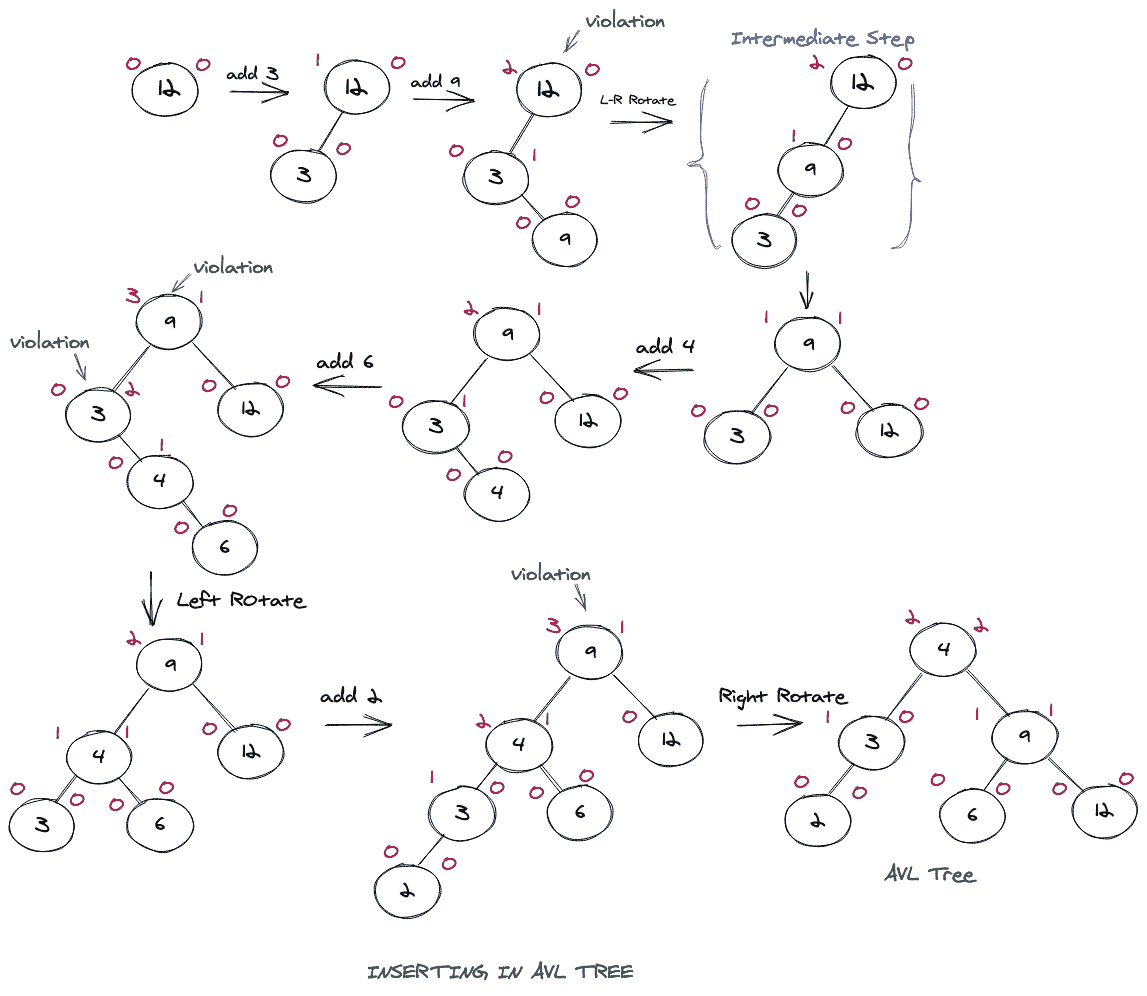 violation
Intermediate Step
0 0 1 0 2 0 2 0
12 add 3 12 add 9 12 L-R Rotate 12
0 0 0 1 1 0
3 3 9
0 0 0 0
9 3
violation
3 1 2 1 1 1
9 9 9
violation
add 6 add 4
0 2 0 0 0 1 0 0 0 0 0 0
3 12 3 12 3 12
0 1 0 0
4 4
0 0
6
Left ROtate
violation
2 1 3 1 2 2
9 9 4
add 2 Right Rotate
1 1 0 0 2 1 0 0 1 0 1 1
4 12 4 12 3 9
0 0 0 0 1 0 0 0 0 0 0 0 0 0
3 6 3 6 2 6 12
0 0
2
AVL Tree
INSERTING IN AVL TREE